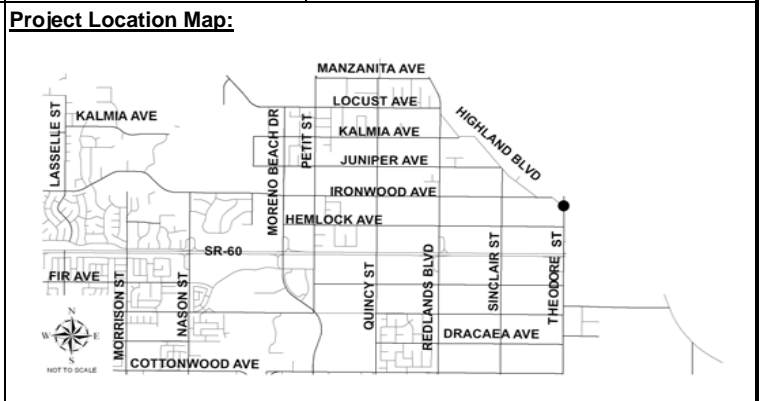 Project Location Map:
MANZANITA AVE
LOCUST AVE
HIGHLAND BLVD
LASSELLE ST
KALMIA AVE
MORENO BEACH DR
PETIT ST
KALMIA AVE
JUNIPER AVE
IRONWOOD AVE
HEMLOCK AVE
SR-60
FIR AVE
MORRISON ST
NASON ST
QUINCY ST
REDLANDS BLVD
SINCLAIR ST
THEODORE ST
DRACAEA AVE
COTTONWOOD AVE
N
W
E
S
NOT TO SCALE